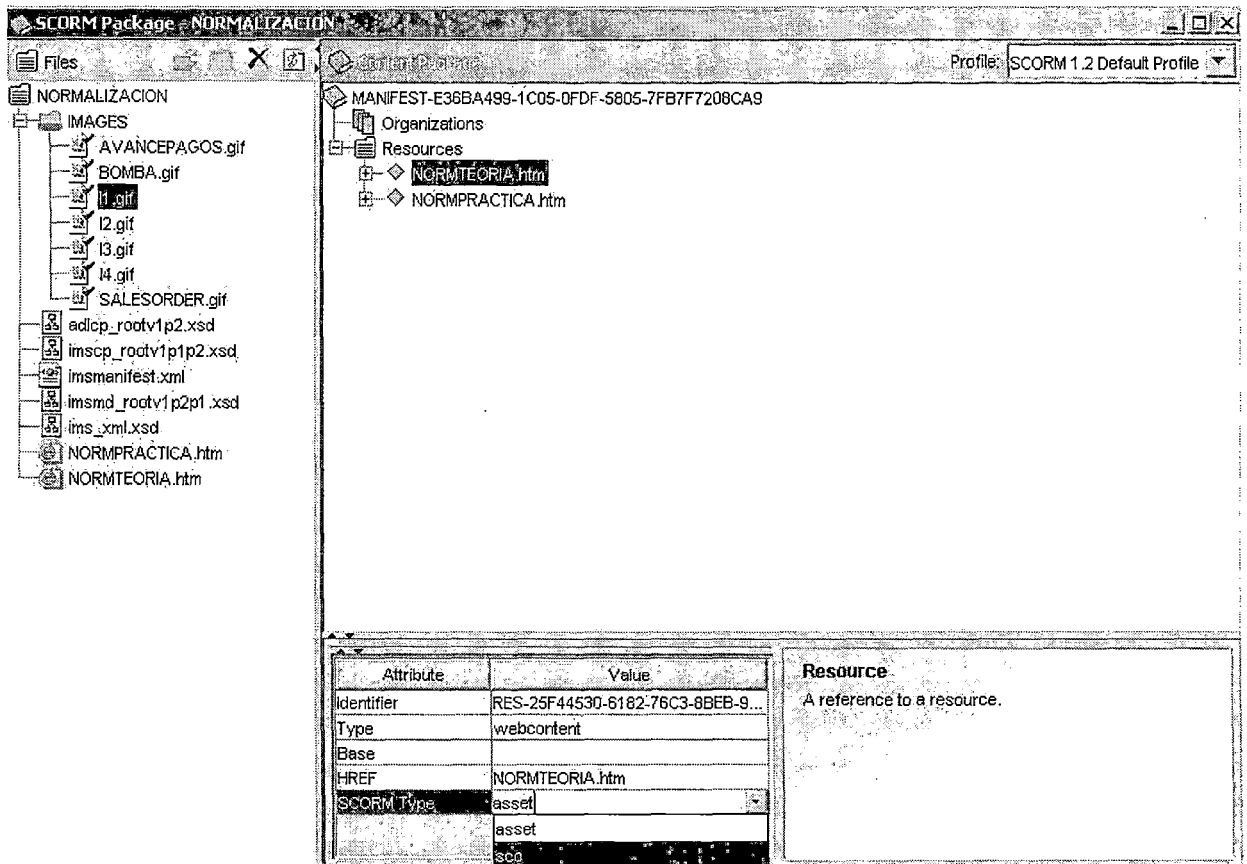 SCORM Package - NORMALIZACION
Files
Content Package
Profile: SCORM 1.2 Default Profile
NORMALIZACION
IMAGES
AVANCEPAGOS.gif
BOMBA.gif
I1.gif
I2.gif
I3.gif
I4.gif
SALESORDER.gif
adlcp_rootv1p2.xsd
imscp_rootv1p1p2.xsd
imsmanifest.xml
imsmd_rootv1p2p1.xsd
ims_xml.xsd
NORMPRACTICA.htm
NORMTEORIA.htm
MANIFEST-E36BA499-1C05-0FDF-5805-7FB7F7208CA9
Organizations
Resources
NORMTEORIA.htm
NORMPRACTICA.htm
Attribute Value
Identifier RES-25F44530-6182-76C3-8BEB-9...
Type webcontent
Base
HREF NORMTEORIA.htm
SCORM Type asset
asset
sco
Resource
A reference to a resource.